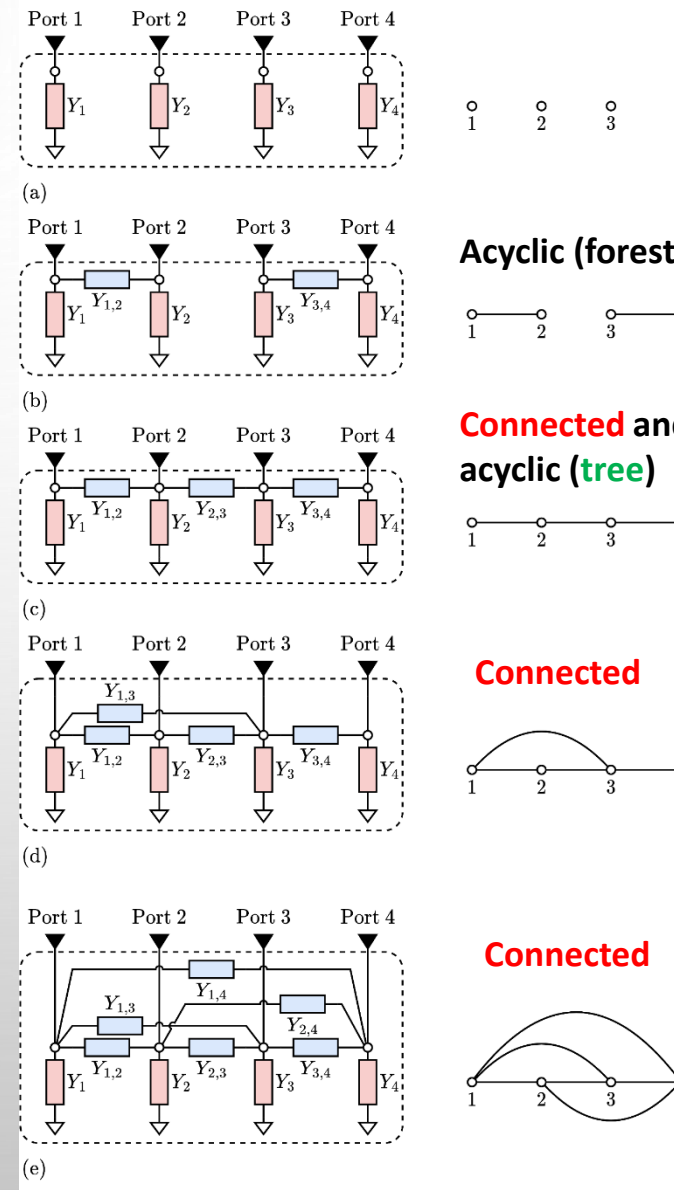 Port 1 Port 2 Port 3 Port 4
Y1 Y2 Y3 Y4
1 2 3
(a)
Port 1 Port 2 Port 3 Port 4
Acyclic (forest
Y1,2 Y3,4
Y1 Y2 Y3 Y4
1 2 3
(b)
Port 1 Port 2 Port 3 Port 4
Connected and
acyclic (tree)
Y1,2 Y2,3 Y3,4
Y1 Y2 Y3 Y4
1 2 3
(c)
Port 1 Port 2 Port 3 Port 4
Connected
Y1,3
Y1,2 Y2,3 Y3,4
Y1 Y2 Y3 Y4
1 2 3
(d)
Port 1 Port 2 Port 3 Port 4
Connected
Y1,4
Y1,3 Y2,4
Y1,2 Y2,3 Y3,4
Y1 Y2 Y3 Y4
1 2 3
(e)